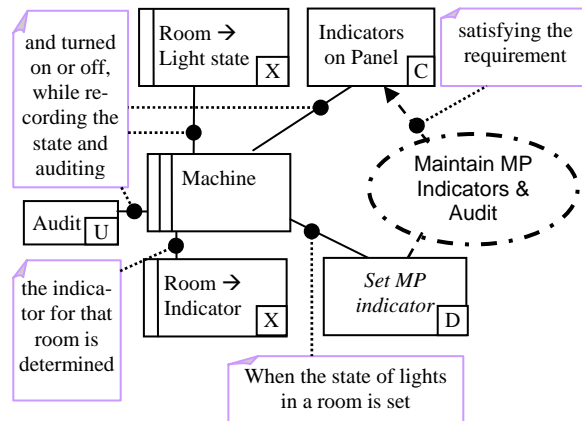 and turned
on or off,
while re-
cording the
state and
auditing
Room →
Light state
X
Indicators
on Panel
C
satisfying the
requirement
Machine
Maintain MP
Indicators &
Audit
Audit
U
the indica-
tor for that
room is
determined
Room →
Indicator
X
Set MP
indicator
D
When the state of lights
in a room is set